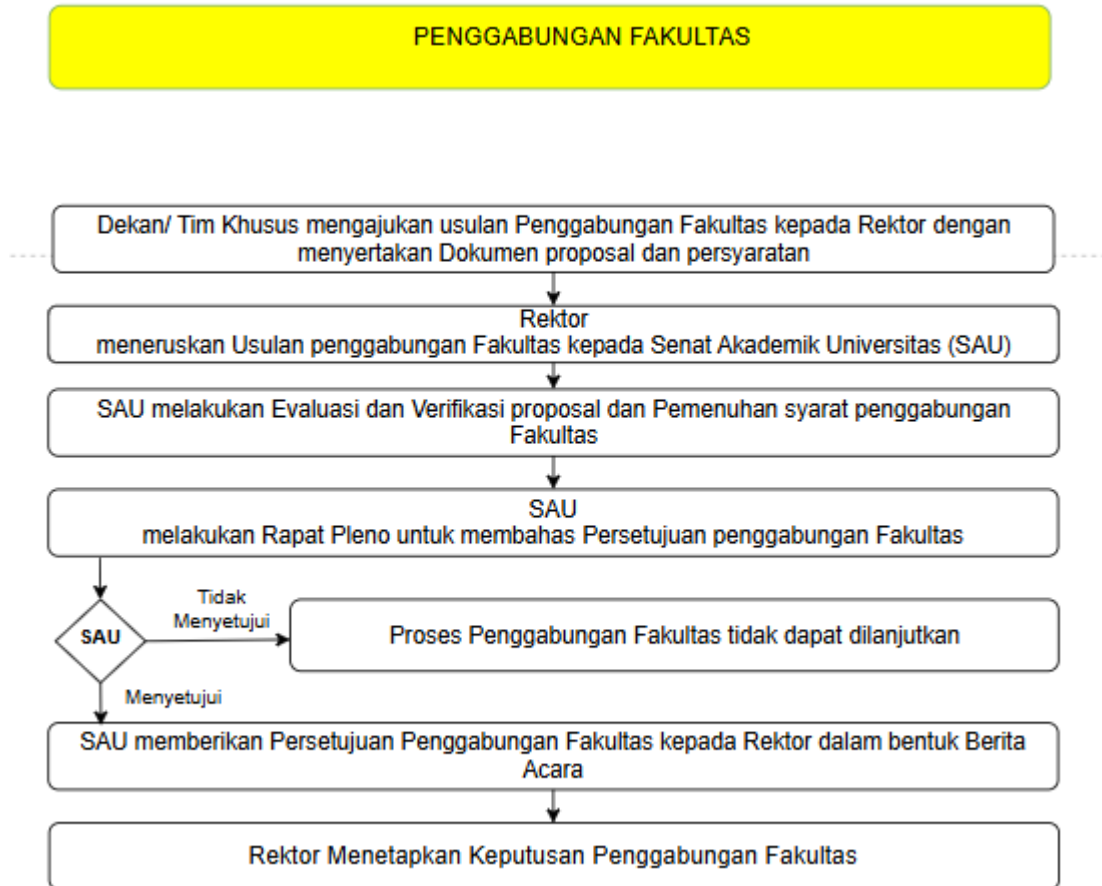 PENGGABUNGAN FAKULTAS
Dekan/ Tim Khusus mengajukan usulan Penggabungan Fakultas kepada Rektor dengan
menyertakan Dokumen proposal dan persyaratan
Rektor
meneruskan Usulan penggabungan Fakultas kepada Senat Akademik Universitas (SAU)
SAU melakukan Evaluasi dan Verifikasi proposal dan Pemenuhan syarat penggabungan
Fakultas
SAU
melakukan Rapat Pleno untuk membahas Persetujuan penggabungan Fakultas
SAU
Tidak
Menyetujui
Proses Penggabungan Fakultas tidak dapat dilanjutkan
Menyetujui
SAU memberikan Persetujuan Penggabungan Fakultas kepada Rektor dalam bentuk Berita
Acara
Rektor Menetapkan Keputusan Penggabungan Fakultas